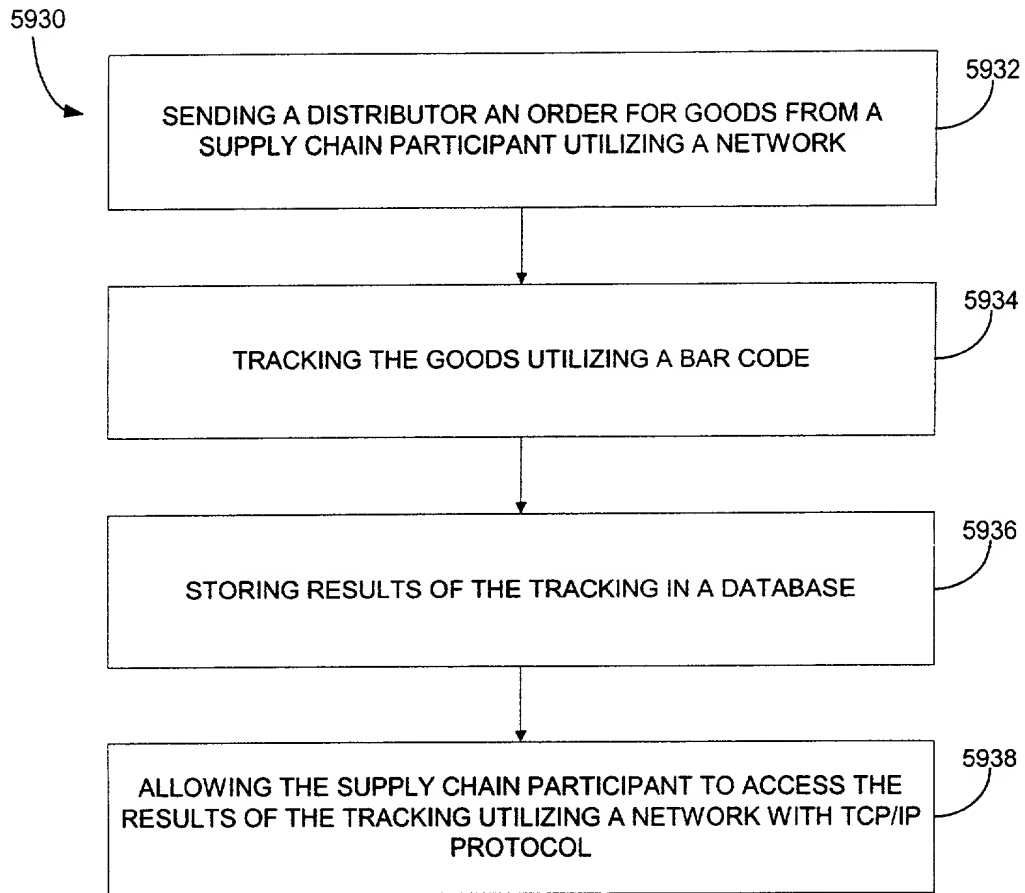 5930
5932
SENDING A DISTRIBUTOR AN ORDER FOR GOODS FROM A
SUPPLY CHAIN PARTICIPANT UTILIZING A NETWORK
5934
TRACKING THE GOODS UTILIZING A BAR CODE
5936
STORING RESULTS OF THE TRACKING IN A DATABASE
5938
ALLOWING THE SUPPLY CHAIN PARTICIPANT TO ACCESS THE
RESULTS OF THE TRACKING UTILIZING A NETWORK WITH TCP/IP
PROTOCOL